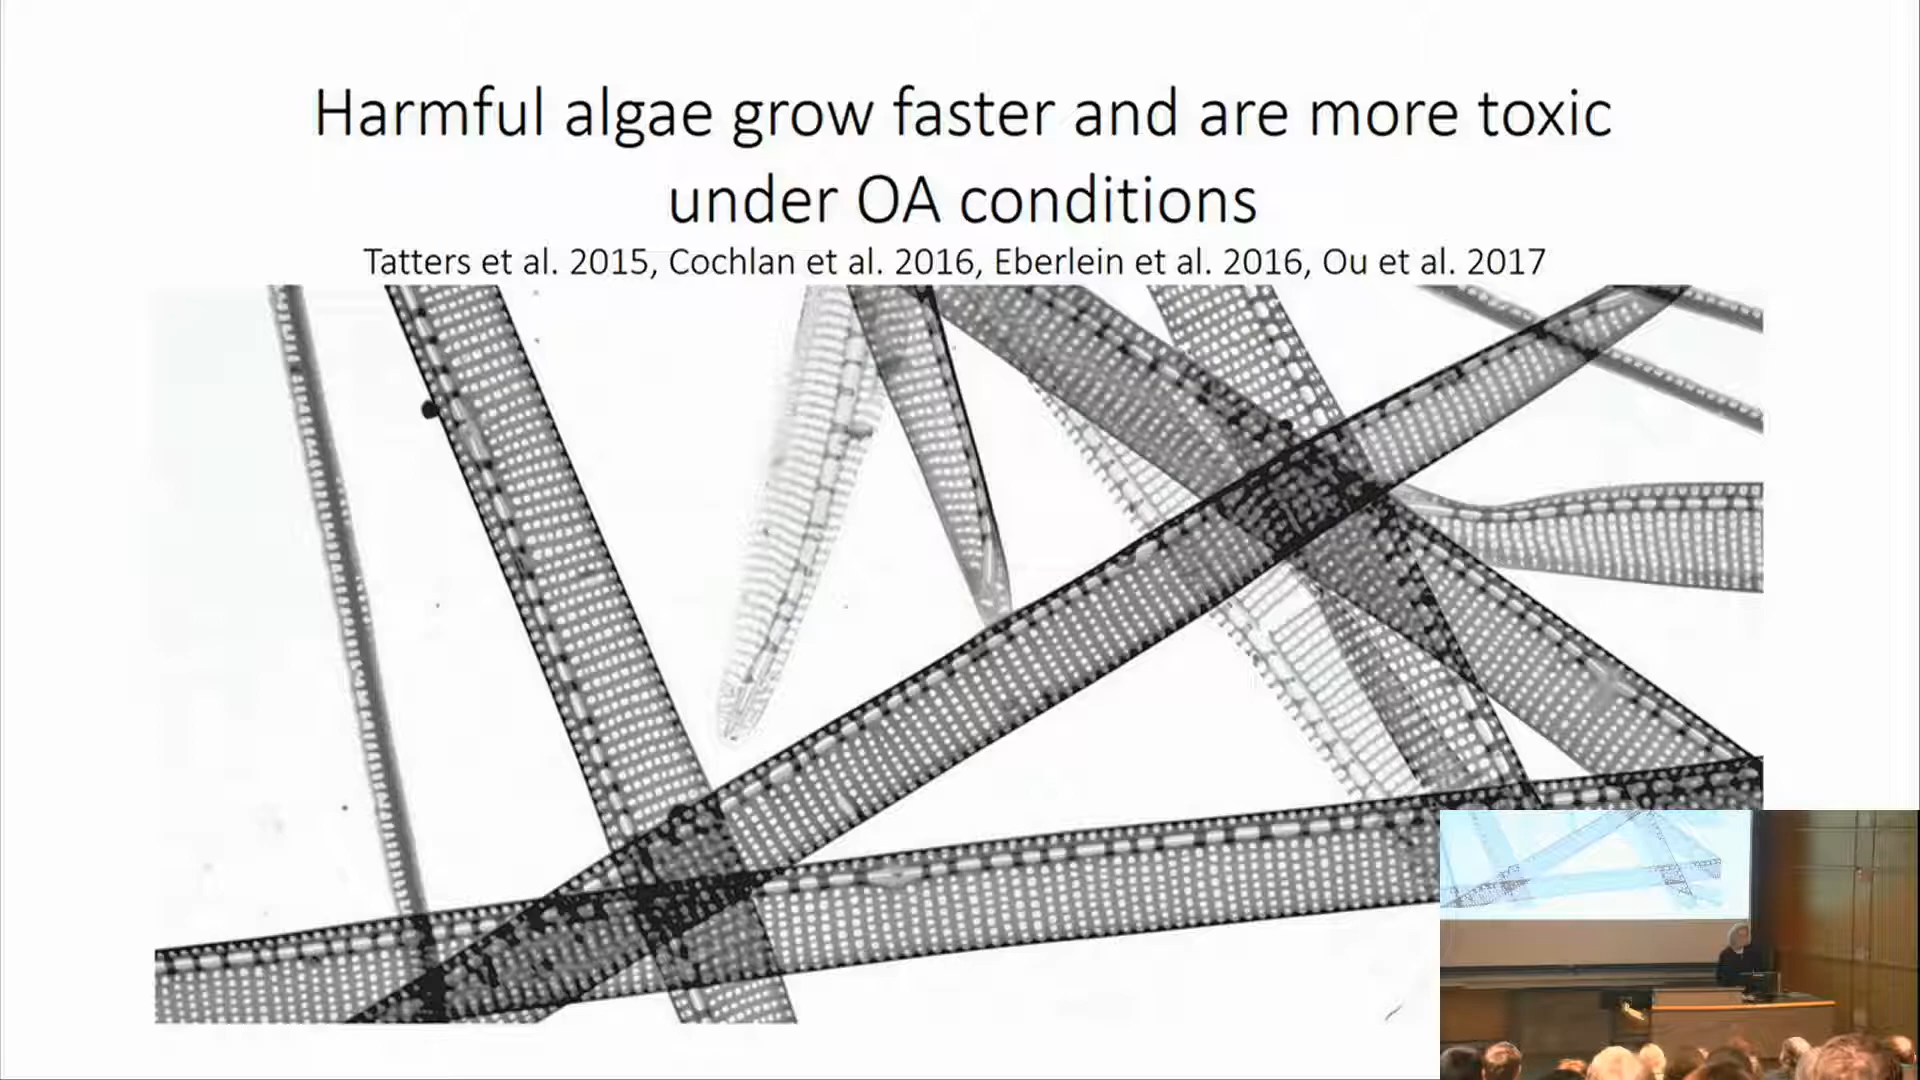 Harmful algae grow faster and are more toxic
under OA conditions
Tatters et al. 2015, Cochlan et al. 2016, Eberlein et al. 2016, Ou et al. 2017